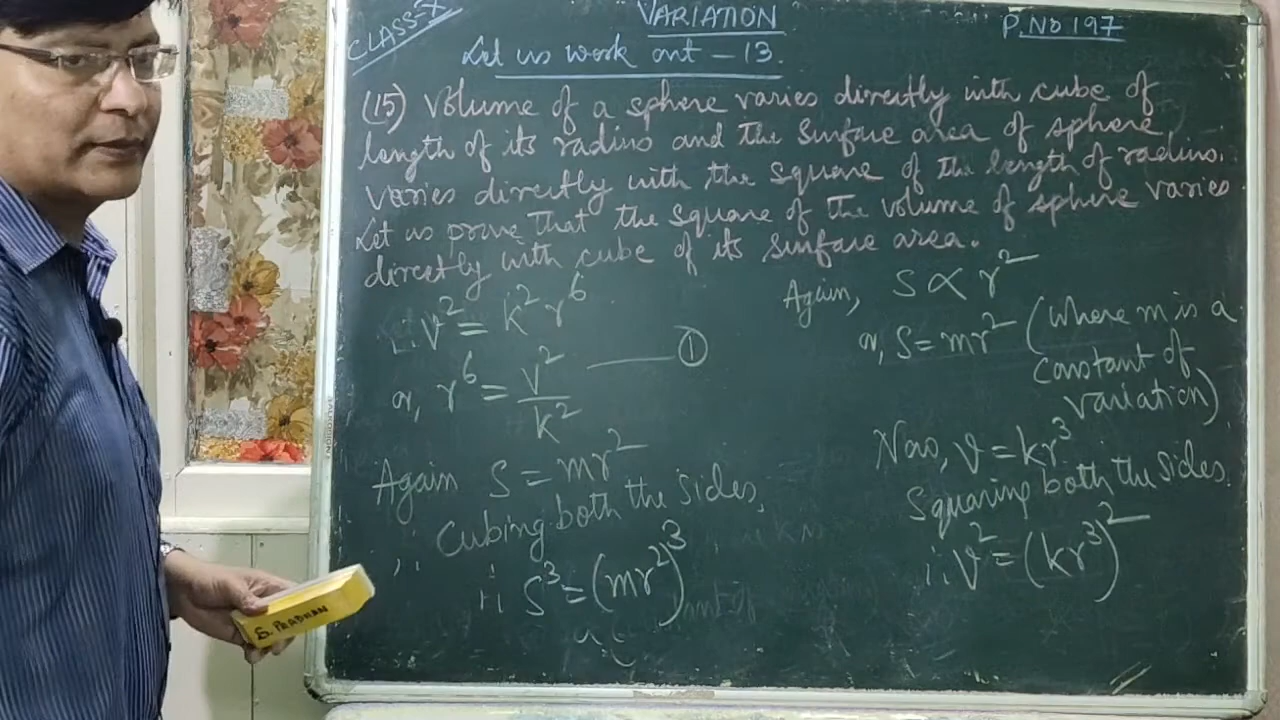 CLASS-X
VARIATION
P.NO 197
Let us work out - 13.
(15) Volume of a sphere varies directly with cube of
length of its radius and the surface area of sphere
varies directly with the square of the length of radius.
Let us prove that the square of the volume of sphere varies
directly with cube of its surface area.
∴ V² = k² r⁶
or, r⁶ = V²/k² ——— ①
Again S = mr²
Cubing both the sides,
∴ S³ = (mr²)³
Again, S ∝ r²
or, S = mr² (where m is a
constant of
variation)
Now, V = kr³
Squaring both the sides.
∴ V² = (kr³)²
S. PRADHAN